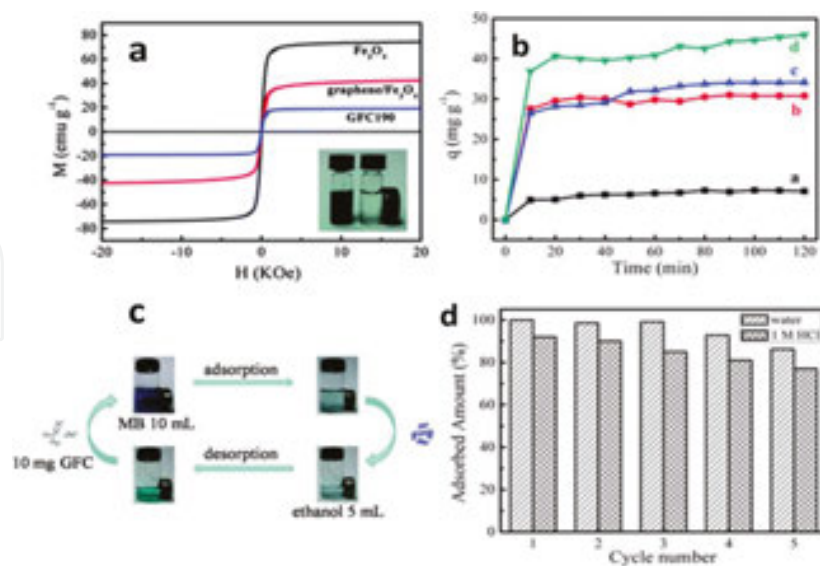 a
M (emu g⁻¹)
80
60
40
20
0
-20
-40
-60
-80
Fe₃O₄
graphene/Fe₃O₄
GFC190
-20
-10
0
10
20
H (KOe)
b
q (mg g⁻¹)
50
40
30
20
10
0
d
c
b
a
0
20
40
60
80
100
120
Time (min)
c
adsorption
MB 10 mL
10 mg GFC
desorption
ethanol 5 mL
d
water
1 M HCl
Adsorbed Amount (%)
100
80
60
40
20
0
1
2
3
4
5
Cycle number